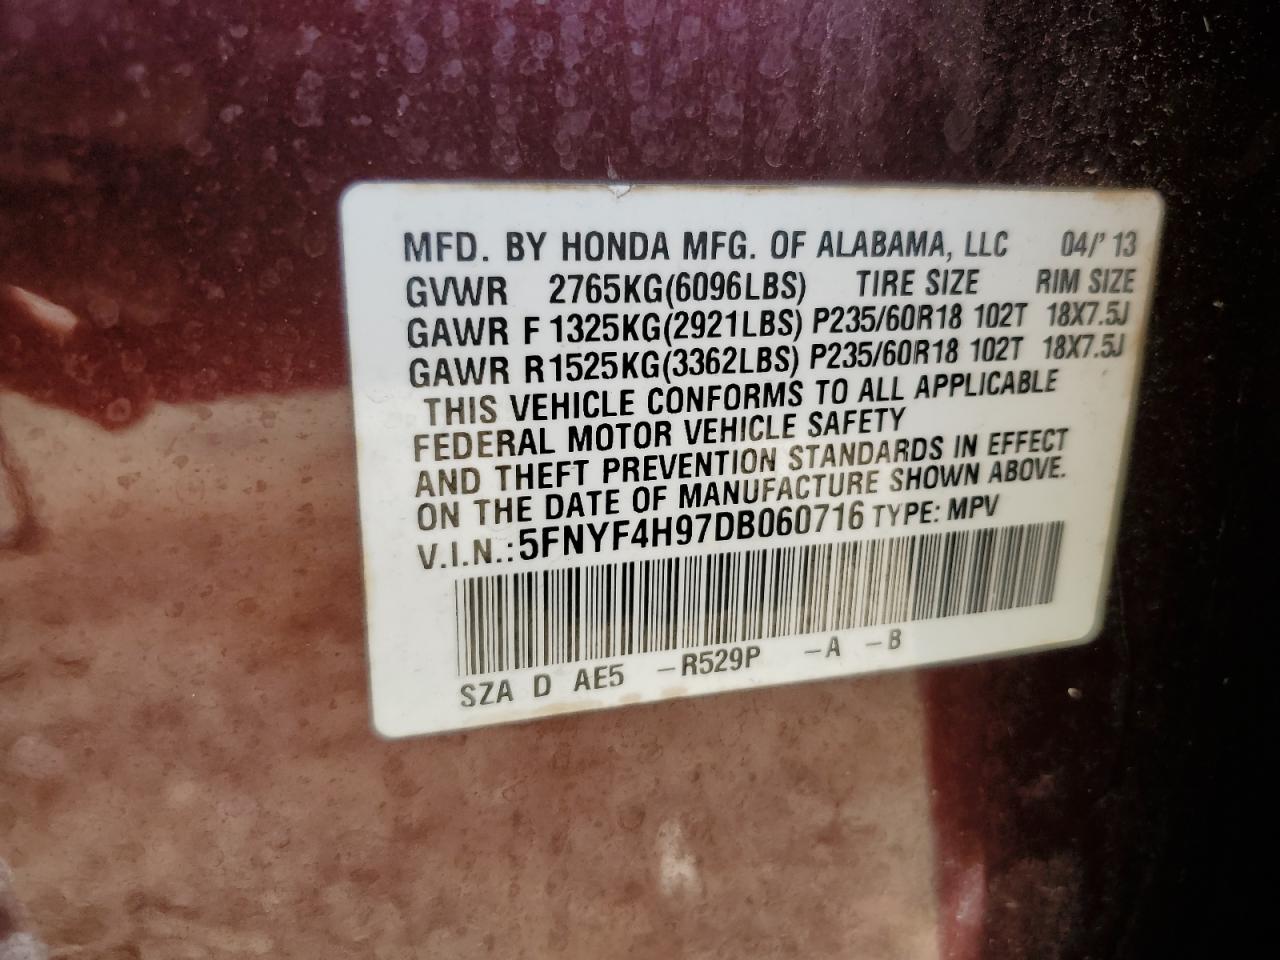 MFD. BY HONDA MFG. OF ALABAMA, LLC 04/'13
GVWR 2765KG(6096LBS) TIRE SIZE RIM SIZE
GAWR F 1325KG(2921LBS) P235/60R18 102T 18X7.5J
GAWR R 1525KG(3362LBS) P235/60R18 102T 18X7.5J
THIS VEHICLE CONFORMS TO ALL APPLICABLE
FEDERAL MOTOR VEHICLE SAFETY
AND THEFT PREVENTION STANDARDS IN EFFECT
ON THE DATE OF MANUFACTURE SHOWN ABOVE.
V.I.N.: 5FNYF4H97DB060716 TYPE: MPV
SZA D AE5 -R529P -A -B